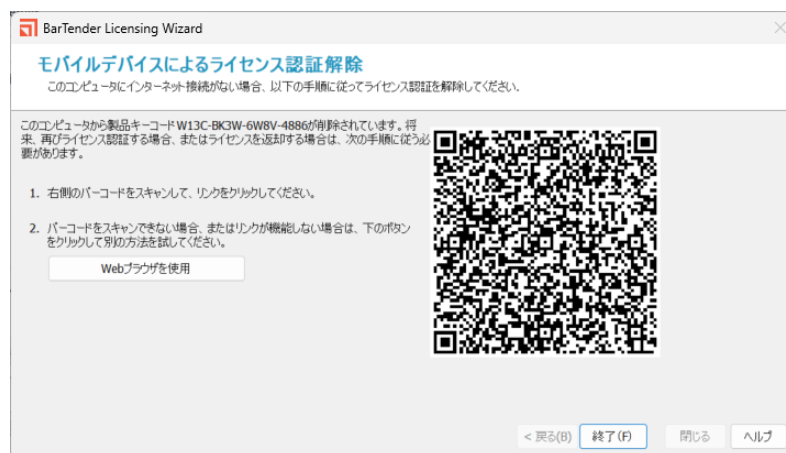 BarTender Licensing Wizard
モバイルデバイスによるライセンス認証解除
このコンピュータにインターネット接続がない場合、以下の手順に従ってライセンス認証を解除してください。
このコンピュータから製品キーコードW13C-BK3W-6W8V-4886が削除されています。将
来、再びライセンス認証する場合、またはライセンスを返却する場合は、次の手順に従う必
要があります。
1. 右側のバーコードをスキャンして、リンクをクリックしてください。
2. バーコードをスキャンできない場合、またはリンクが機能しない場合は、下のボタン
をクリックして別の方法を試してください。
Webブラウザを使用
< 戻る(B)
終了(F)
閉じる
ヘルプ